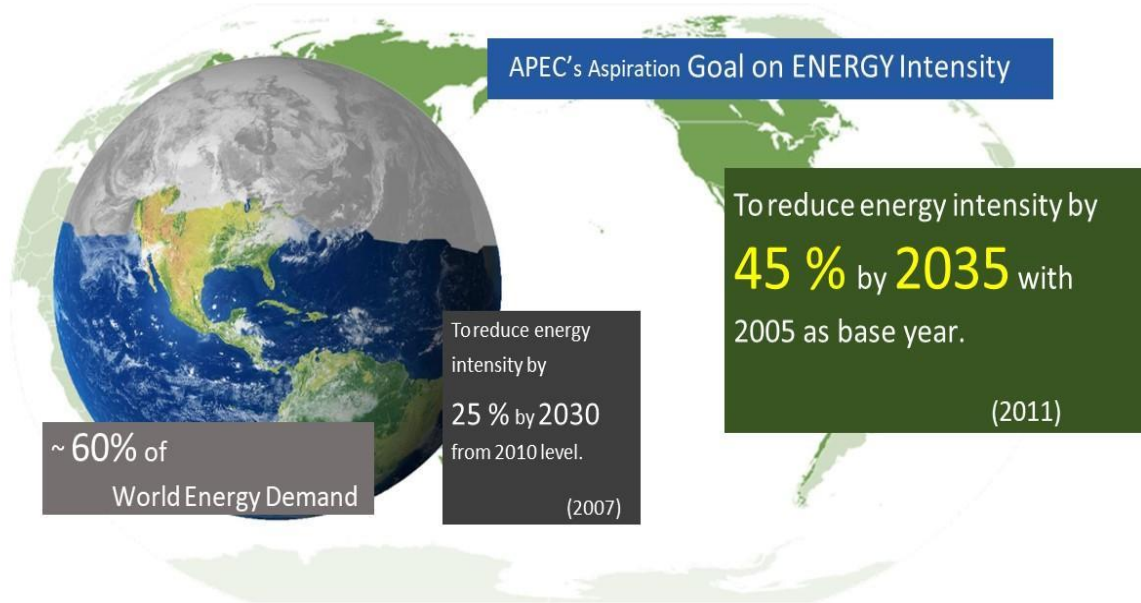 APEC's Aspiration Goal on ENERGY Intensity
To reduce energy intensity by
45 % by 2035 with
2005 as base year.
(2011)
To reduce energy
intensity by
25 % by 2030
from 2010 level.
(2007)
~ 60% of
World Energy Demand